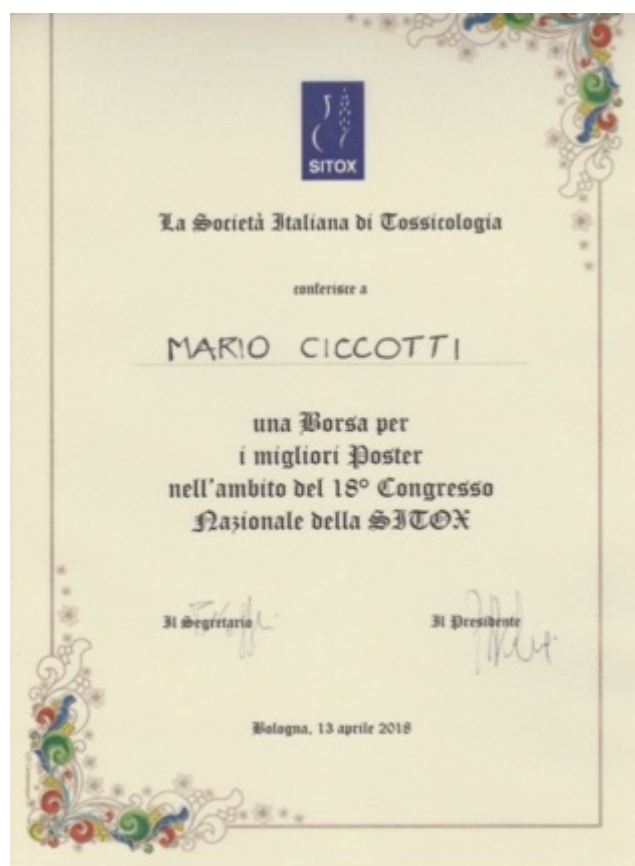 SITOX
La Società Italiana di Tossicologia
conferisce a
MARIO CICCOTTI
una Borsa per
i migliori Poster
nell'ambito del 18° Congresso
Nazionale della SITOX
Il Segretario Il Presidente
Bologna, 13 aprile 2018